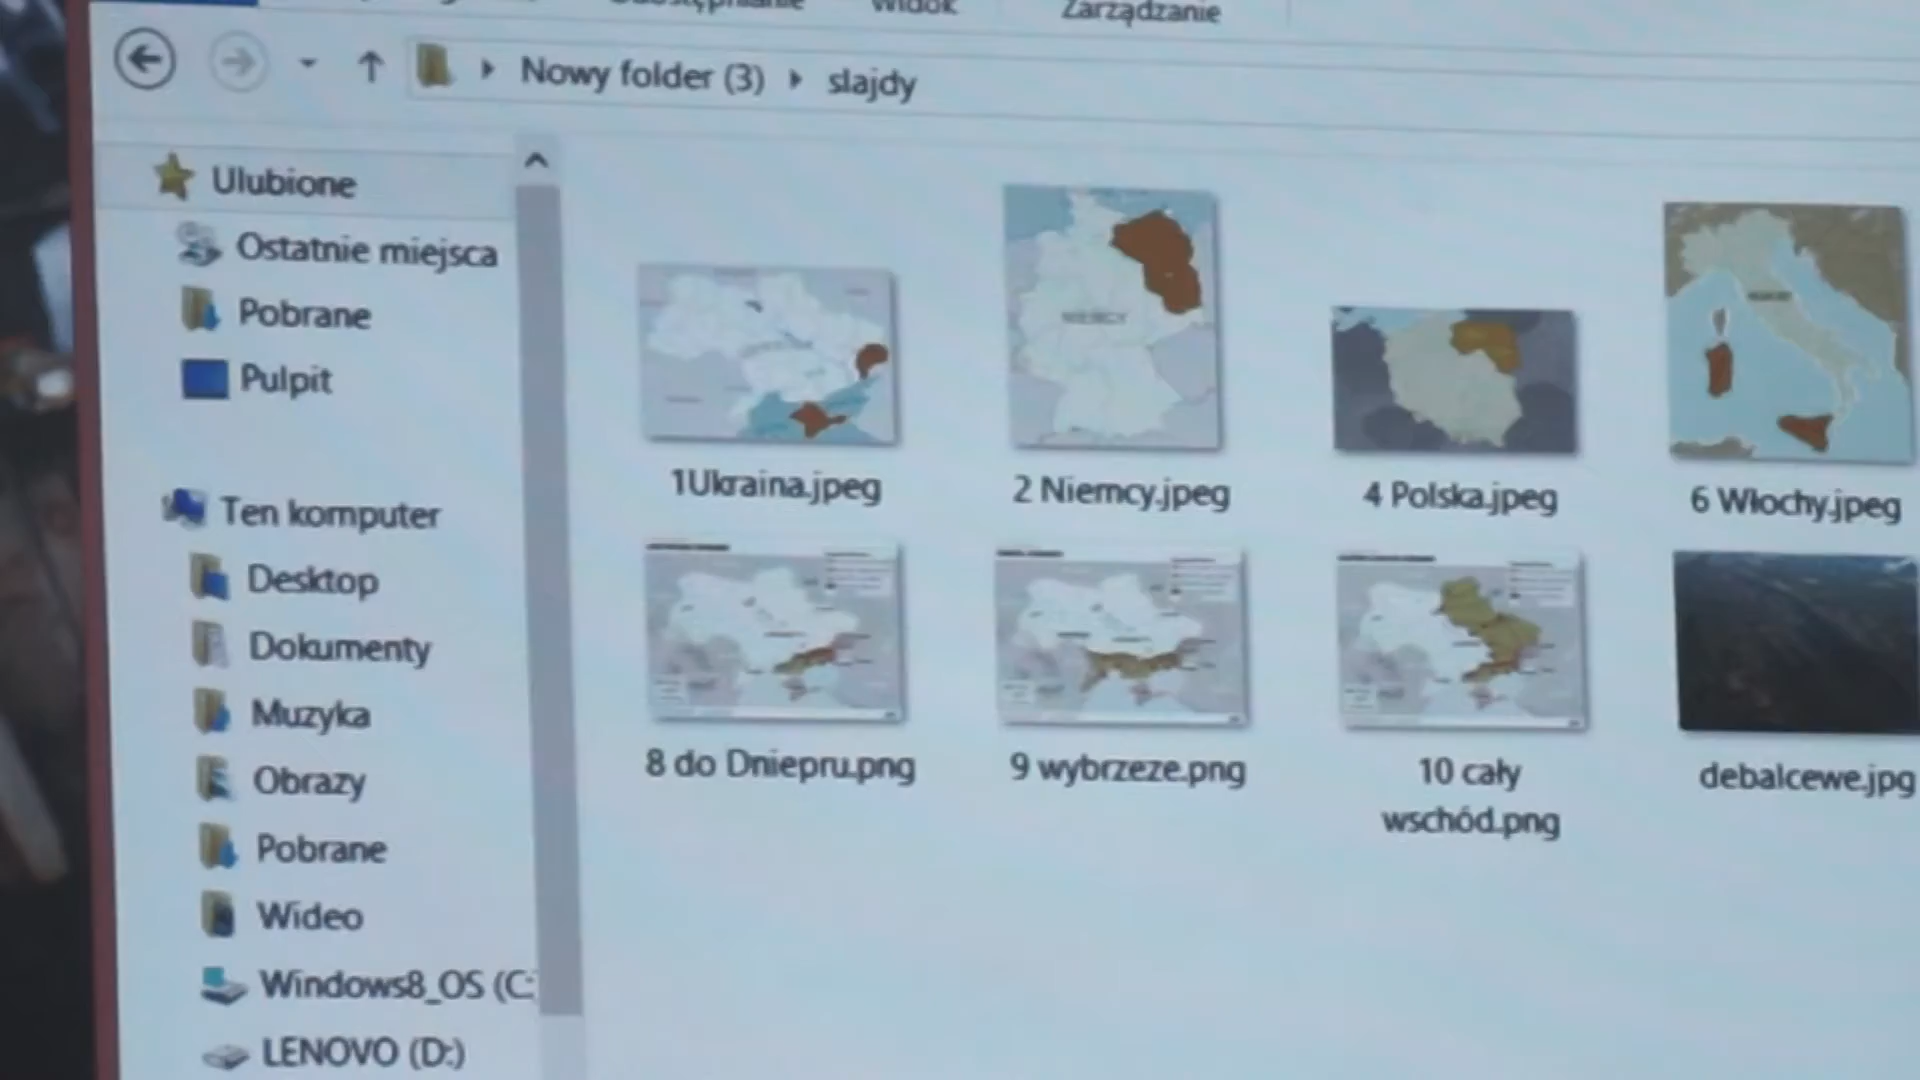 Widok
Zarządzanie
Nowy folder (3)
slajdy
Ulubione
Ostatnie miejsca
Pobrane
Pulpit
Ten komputer
Desktop
Dokumenty
Muzyka
Obrazy
Pobrane
Wideo
Windows8_OS (C:
LENOVO (D:)
NIEMCY
1Ukraina.jpeg
2 Niemcy.jpeg
4 Polska.jpeg
6 Włochy.jpeg
8 do Dniepru.png
9 wybrzeze.png
10 cały
wschód.png
debalcewe.jpg